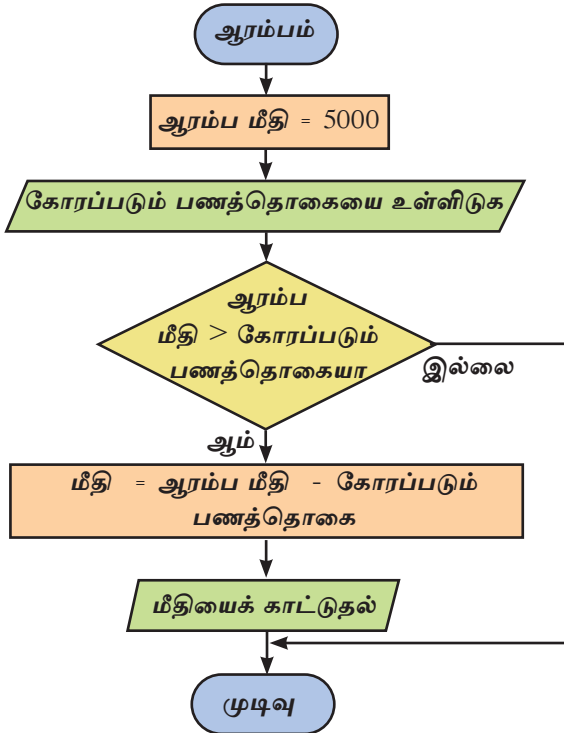 ஆரம்பம்
ஆரம்ப மீதி = 5000
கோரப்படும் பணத்தொகையை உள்ளிடுக
ஆரம்ப
மீதி > கோரப்படும்
பணத்தொகையா
இல்லை
ஆம்
மீதி = ஆரம்ப மீதி - கோரப்படும்
பணத்தொகை
மீதியைக் காட்டுதல்
முடிவு